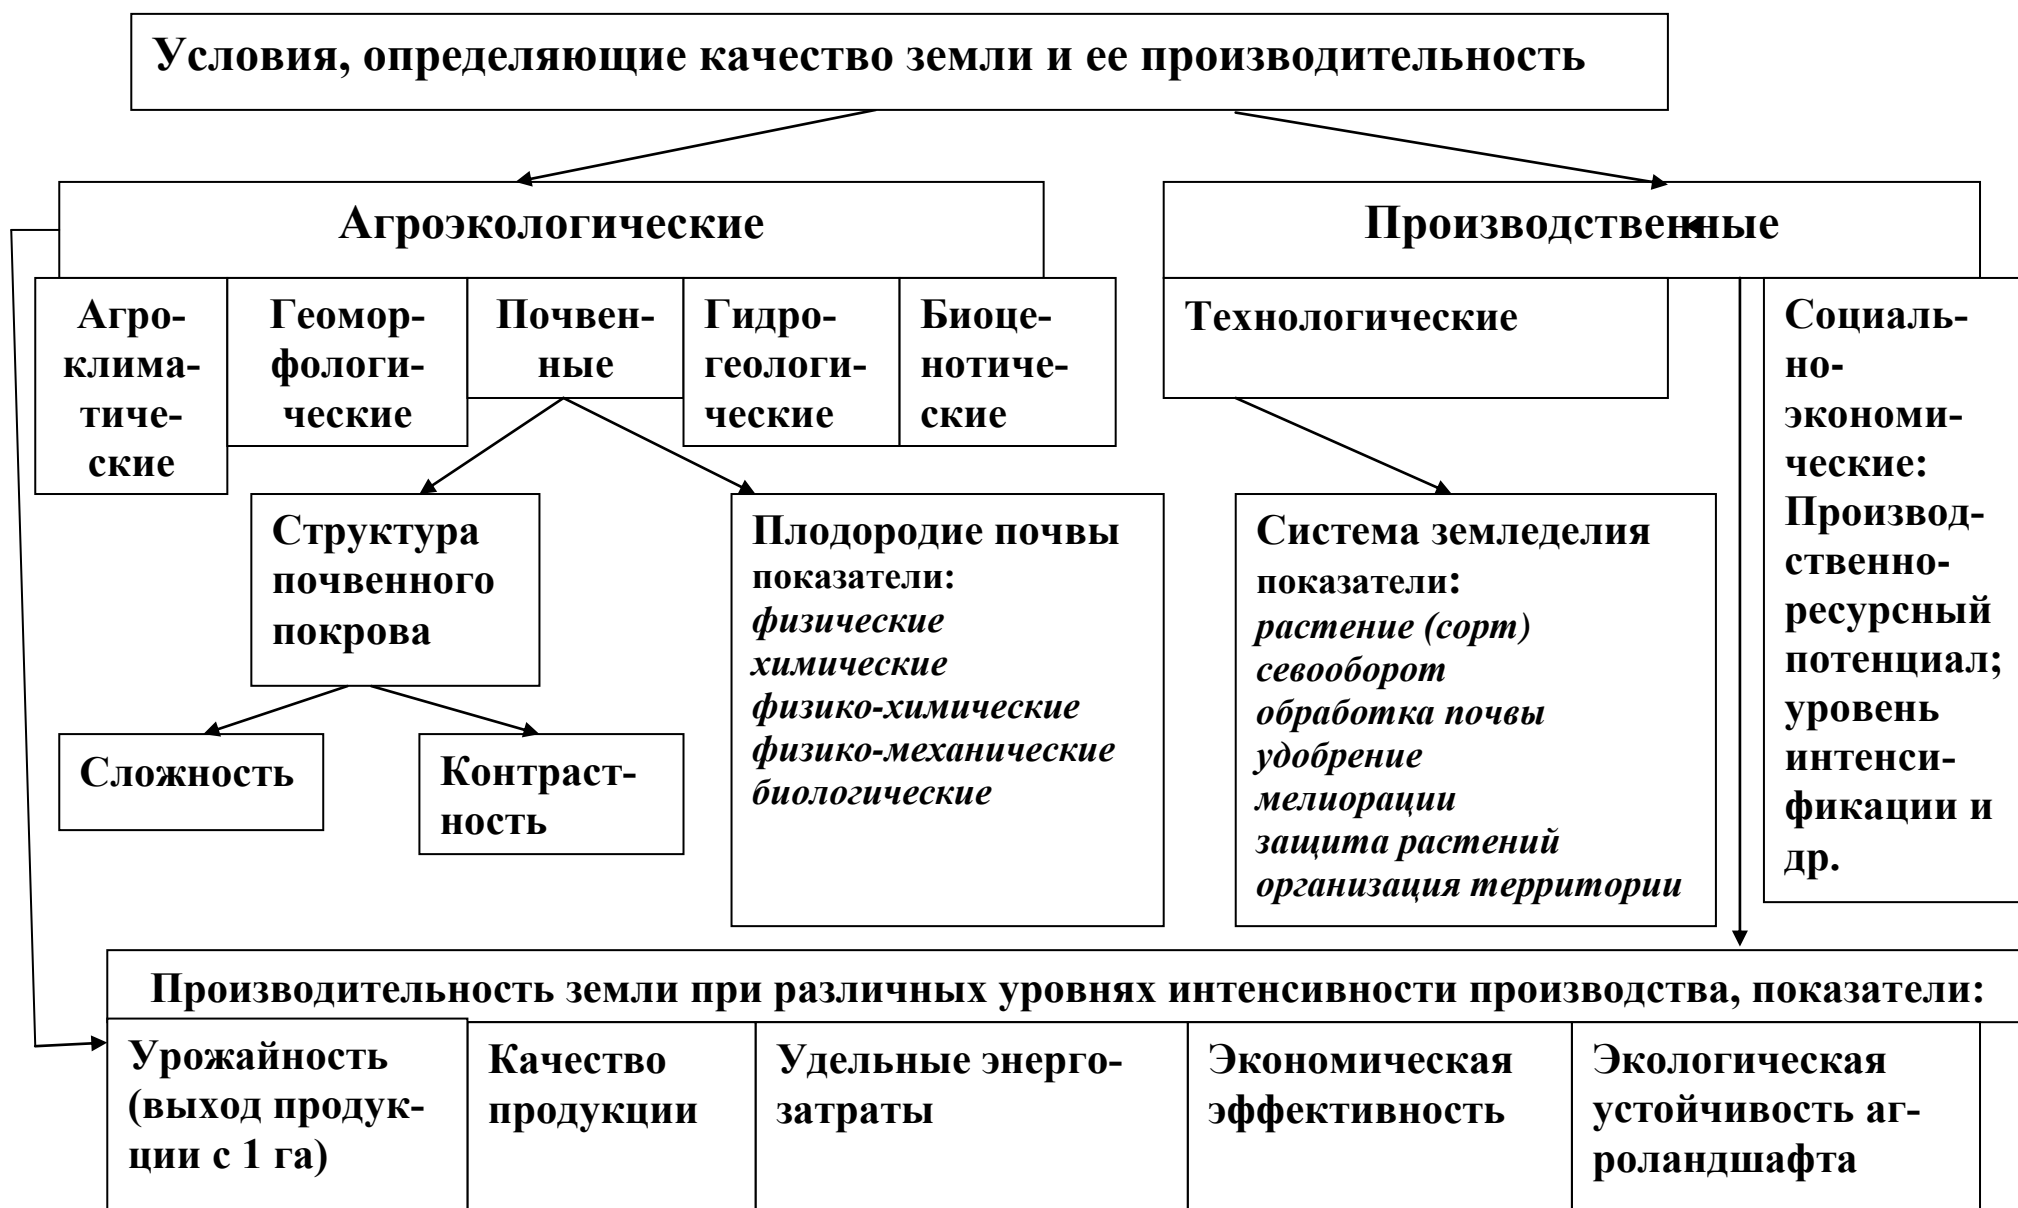 Условия, определяющие качество земли и ее производительность
Агроэкологические
Производственные
Агро-
клима-
тиче-
ские
Геомор-
фологи-
ческие
Почвен-
ные
Гидро-
геологи-
ческие
Биоце-
нотиче-
ские
Технологические
Социаль-
но-
экономи-
ческие:
Производ-
ственно-
ресурсный
потенциал;
уровень
интенси-
фикации и
др.
Структура
почвенного
покрова
Плодородие почвы
показатели:
физические
химические
физико-химические
физико-механические
биологические
Система земледелия
показатели:
растение (сорт)
севооборот
обработка почвы
удобрение
мелиорации
защита растений
организация территории
Сложность
Контраст-
ность
Производительность земли при различных уровнях интенсивности производства, показатели:
Урожайность
(выход продук-
ции с 1 га)
Качество
продукции
Удельные энерго-
затраты
Экономическая
эффективность
Экологическая
устойчивость аг-
роландшафта